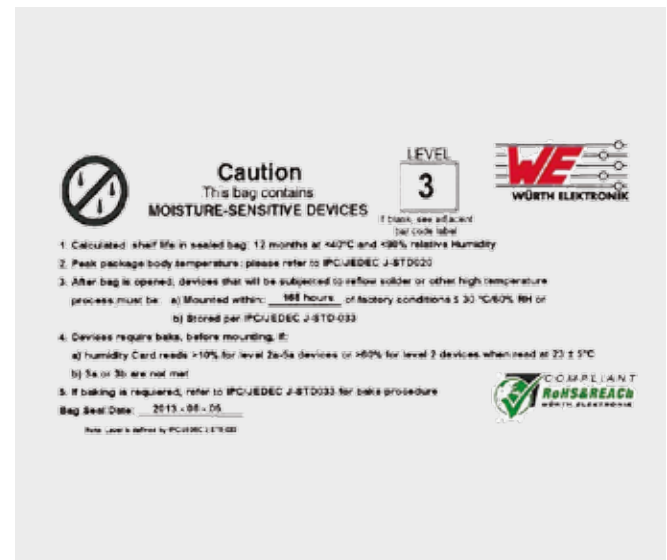 LEVEL
3
WE
WÜRTH ELEKTRONIK
Caution
This bag contains
MOISTURE-SENSITIVE DEVICES
If blank, see adjacent
bar code label
1. Calculated shelf life in sealed bag: 12 months at <40°C and <90% relative Humidity
2. Peak package body temperature: please refer to IPC/JEDEC J-STD020
3. After bag is opened, devices that will be subjected to reflow solder or other high temperature
process must be: a) Mounted within: 168 hours of factory conditions ≤ 30 °C/60% RH or
b) Stored per IPC/JEDEC J-STD-033
4. Devices require bake, before mounting, if:
a) humidity Card reads >10% for level 2a-5a devices or >60% for level 2 devices when read at 23 ± 5°C
b) 3a or 3b are not met
5. If baking is requiered, refer to IPC/JEDEC J-STD033 for bake procedure
Bag Seal Date: 2013 - 08 - 05
COMPLIANT
RoHS&REACh
WÜRTH ELEKTRONIK